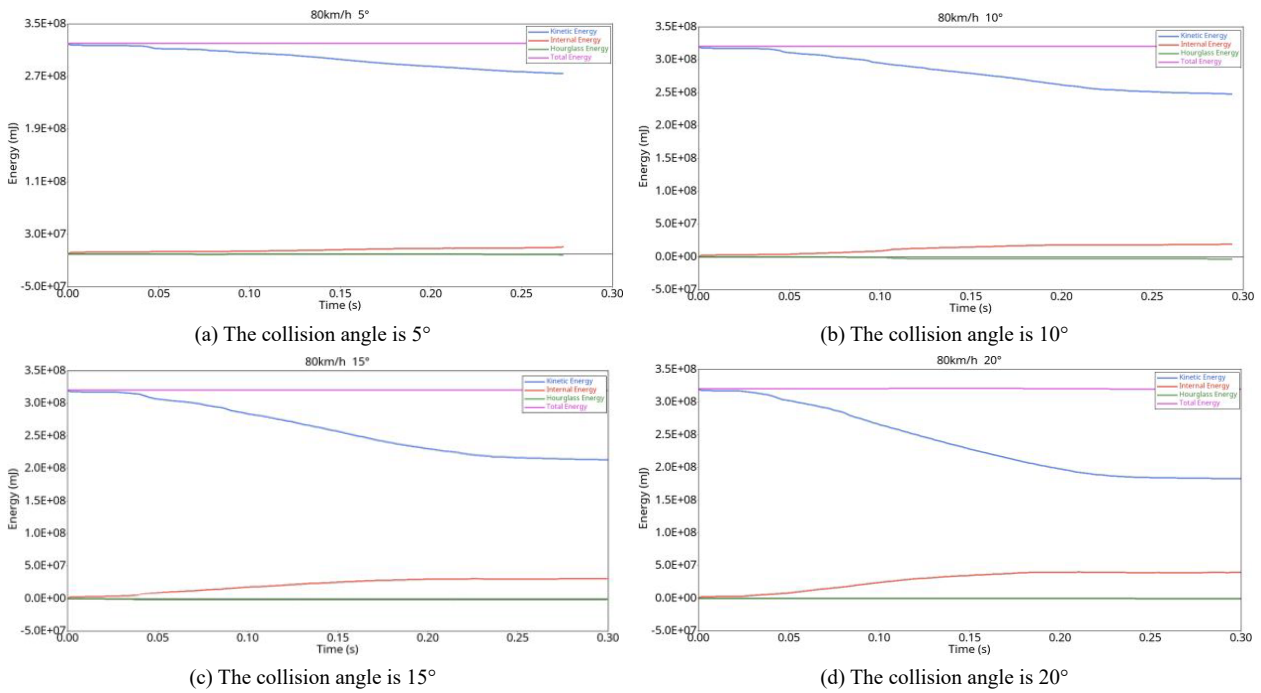 80km/h 5°
3.5E+08
2.7E+08
1.9E+08
1.1E+08
3.0E+07
-5.0E+07
Energy (mJ)
Kinetic Energy
Internal Energy
Hourglass Energy
Total Energy
0.00 0.05 0.10 0.15 0.20 0.25 0.30
Time (s)
(a) The collision angle is 5°
80km/h 10°
3.5E+08
3.0E+08
2.5E+08
2.0E+08
1.5E+08
1.0E+08
5.0E+07
0.0E+00
-5.0E+07
Energy (mJ)
Kinetic Energy
Internal Energy
Hourglass Energy
Total Energy
0.00 0.05 0.10 0.15 0.20 0.25 0.30
Time (s)
(b) The collision angle is 10°
80km/h 15°
3.5E+08
3.0E+08
2.5E+08
2.0E+08
1.5E+08
1.0E+08
5.0E+07
0.0E+00
-5.0E+07
Energy (mJ)
Kinetic Energy
Internal Energy
Hourglass Energy
Total Energy
0.00 0.05 0.10 0.15 0.20 0.25 0.30
Time (s)
(c) The collision angle is 15°
80km/h 20°
3.5E+08
3.0E+08
2.5E+08
2.0E+08
1.5E+08
1.0E+08
5.0E+07
0.0E+00
-5.0E+07
Energy (mJ)
Kinetic Energy
Internal Energy
Hourglass Energy
Total Energy
0.00 0.05 0.10 0.15 0.20 0.25 0.30
Time (s)
(d) The collision angle is 20°